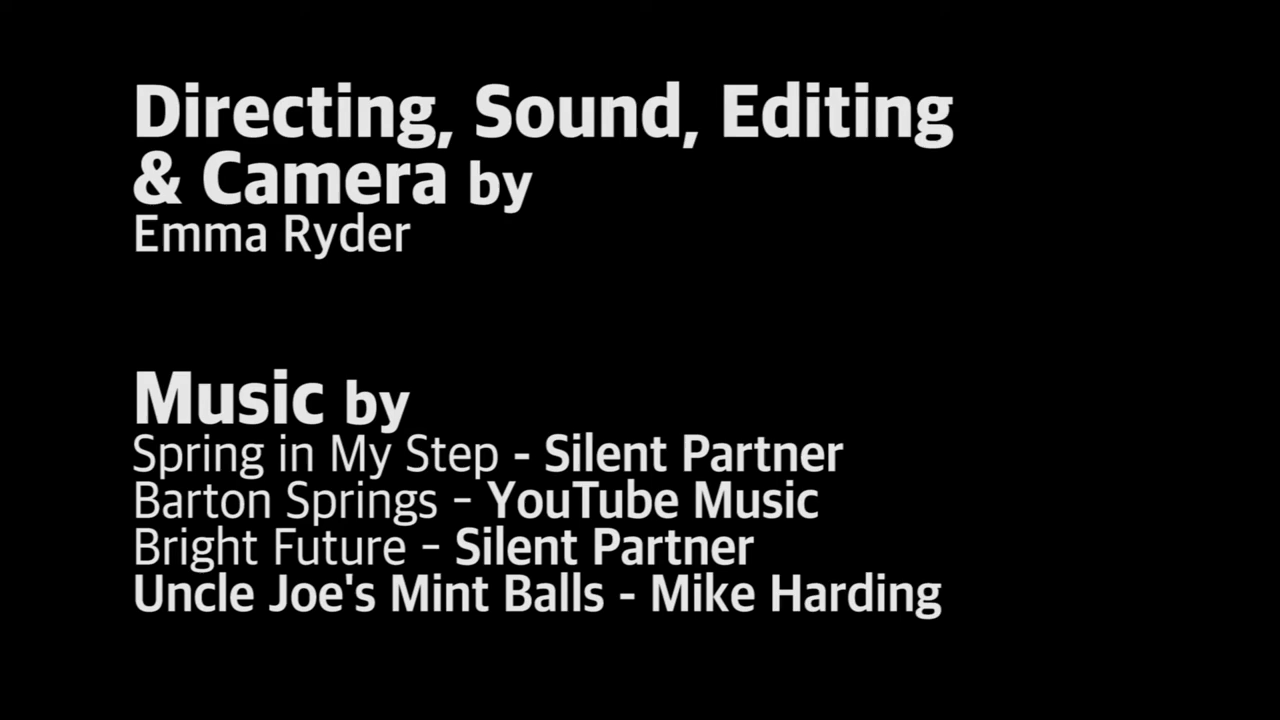 Directing, Sound, Editing
& Camera by
Emma Ryder
Music by
Spring in My Step - Silent Partner
Barton Springs - YouTube Music
Bright Future - Silent Partner
Uncle Joe's Mint Balls - Mike Harding